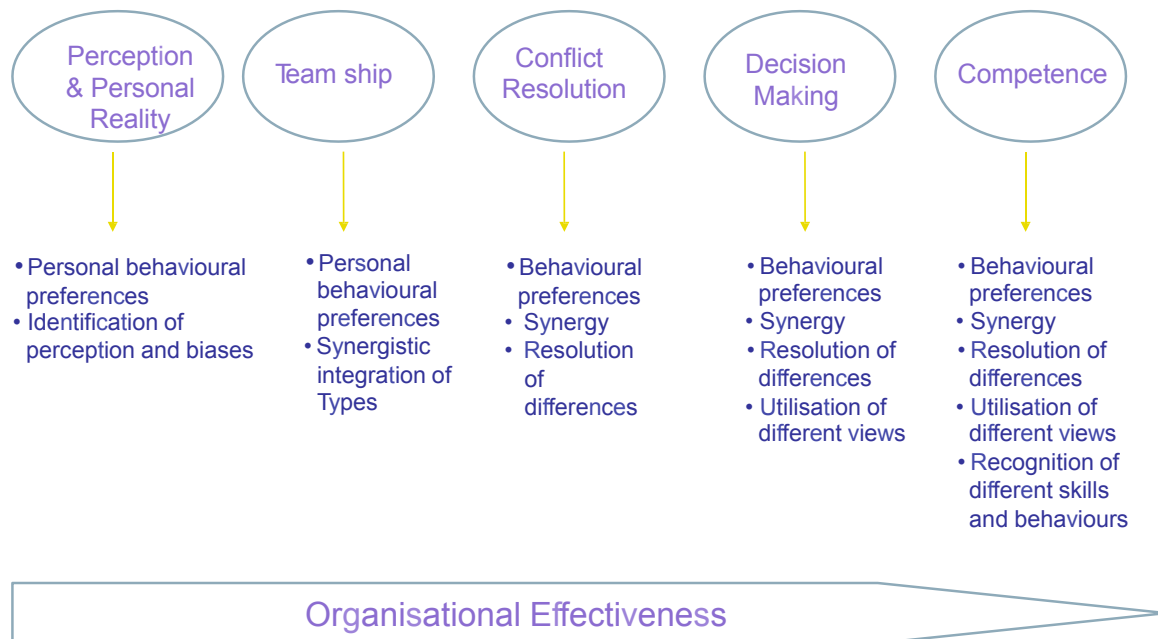 Perception
& Personal
Reality
Team ship
Conflict
Resolution
Decision
Making
Competence
• Personal behavioural
preferences
• Identification of
perception and biases
• Personal
behavioural
preferences
• Synergistic
integration of
Types
• Behavioural
preferences
• Synergy
• Resolution
of
differences
• Behavioural
preferences
• Synergy
• Resolution of
differences
• Utilisation of
different views
• Behavioural
preferences
• Synergy
• Resolution of
differences
• Utilisation of
different views
• Recognition of
different skills
and behaviours
Organisational Effectiveness